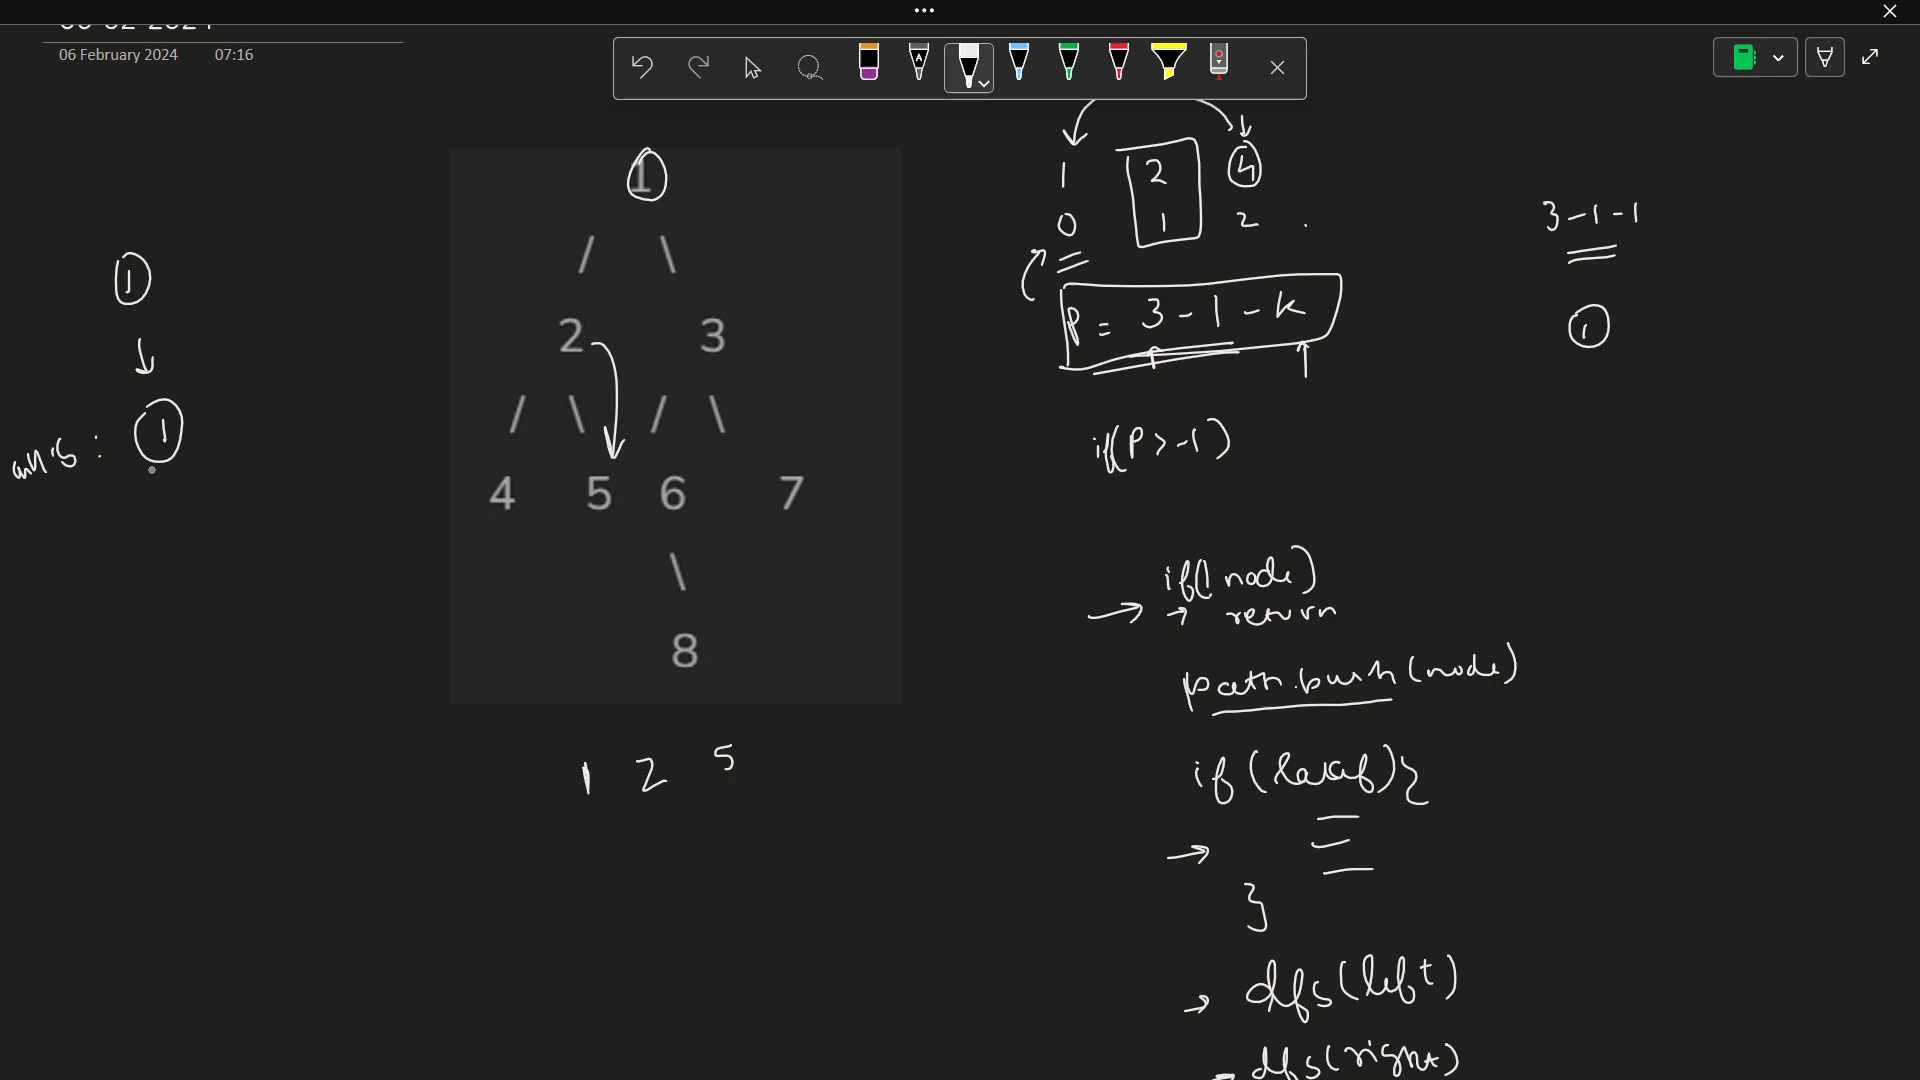 06 February 2024 07:16
1
2 3
4 5 6 7
8
1 2 5
1
1
ans :
1 2 4
0 1 2 .
P = 3 - 1 - k
if(P > -1)
3 - 1 - 1
1
if(! node)
return
path.push(node)
if (leaf){
}
dfs(left)
dfs(right)